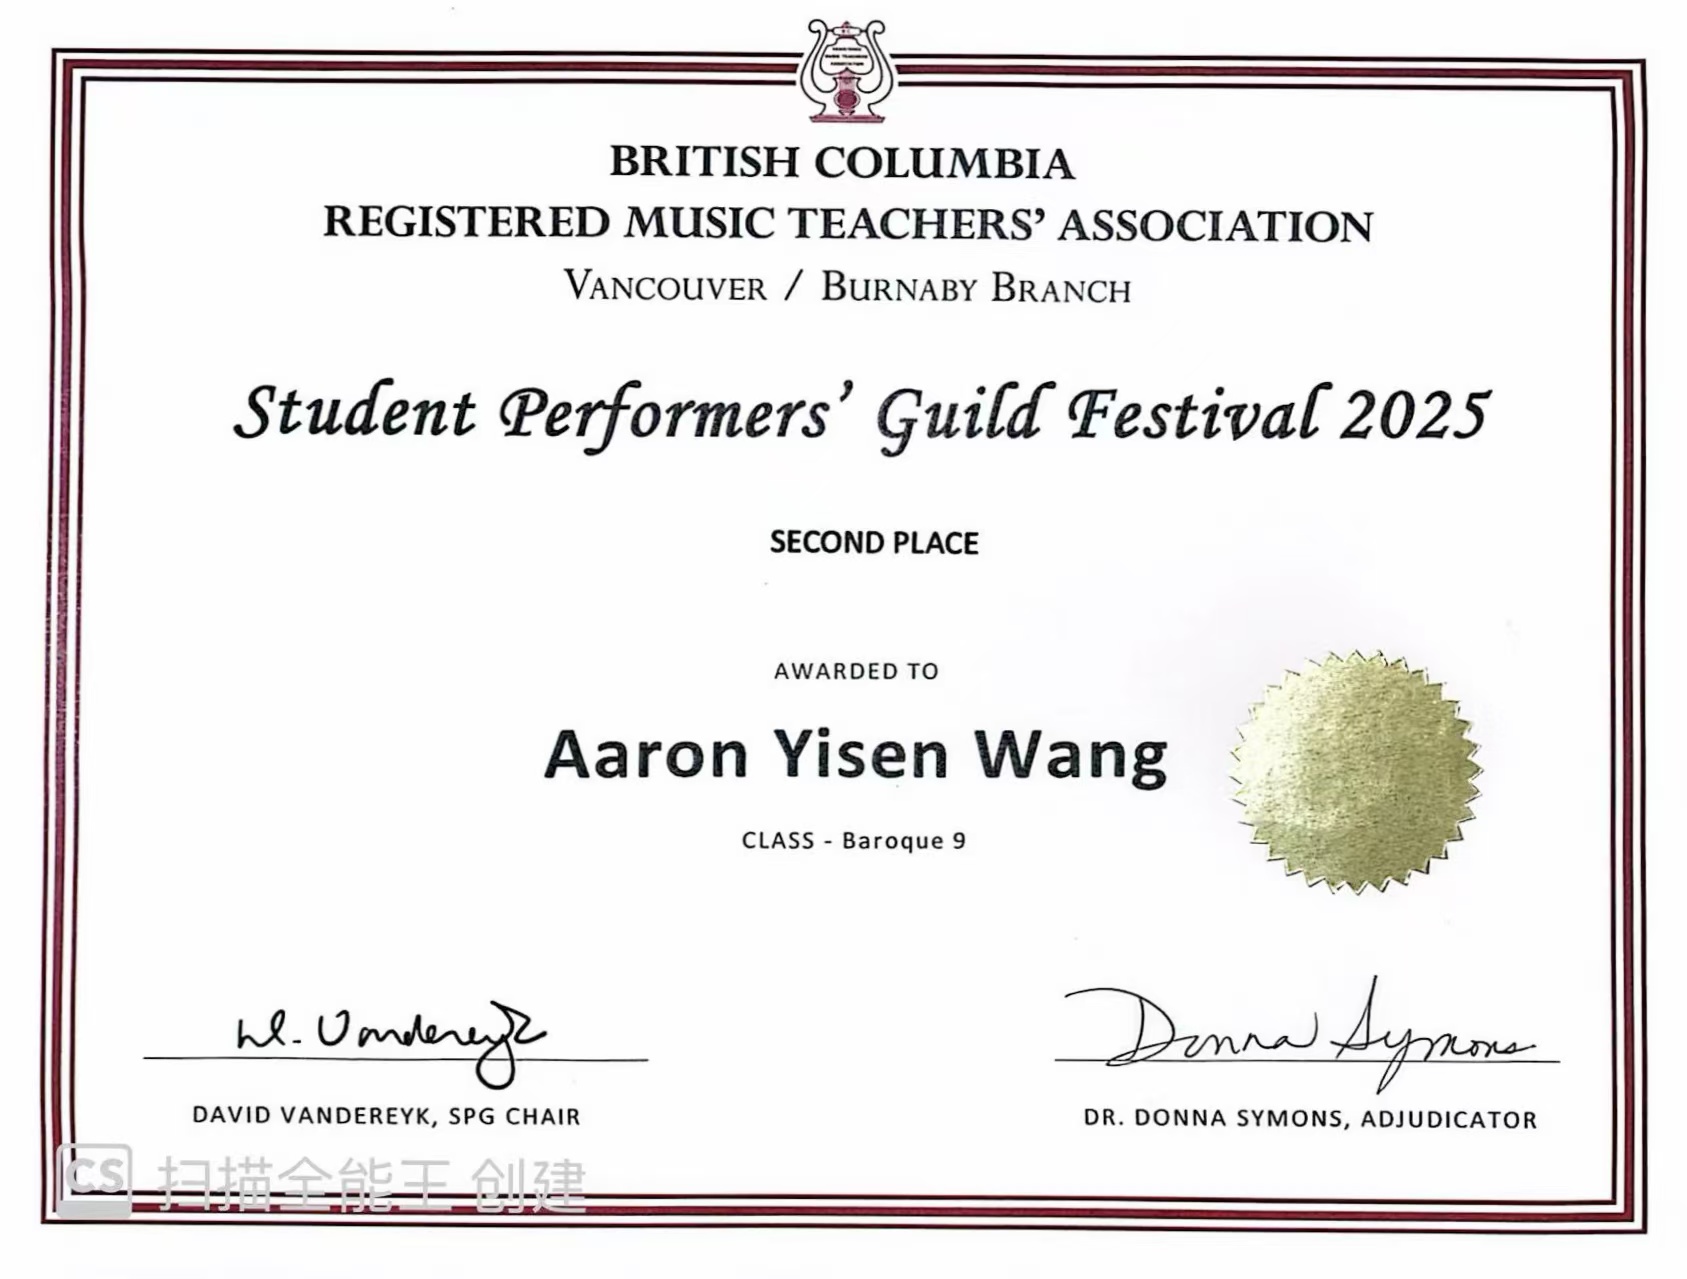 BRITISH COLUMBIA
REGISTERED MUSIC TEACHERS' ASSOCIATION
VANCOUVER / BURNABY BRANCH
Student Performers' Guild Festival 2025
SECOND PLACE
AWARDED TO
Aaron Yisen Wang
CLASS - Baroque 9
D. Vandereyk
Donna Symons
DAVID VANDEREYK, SPG CHAIR
DR. DONNA SYMONS, ADJUDICATOR
CS 扫描全能王 创建